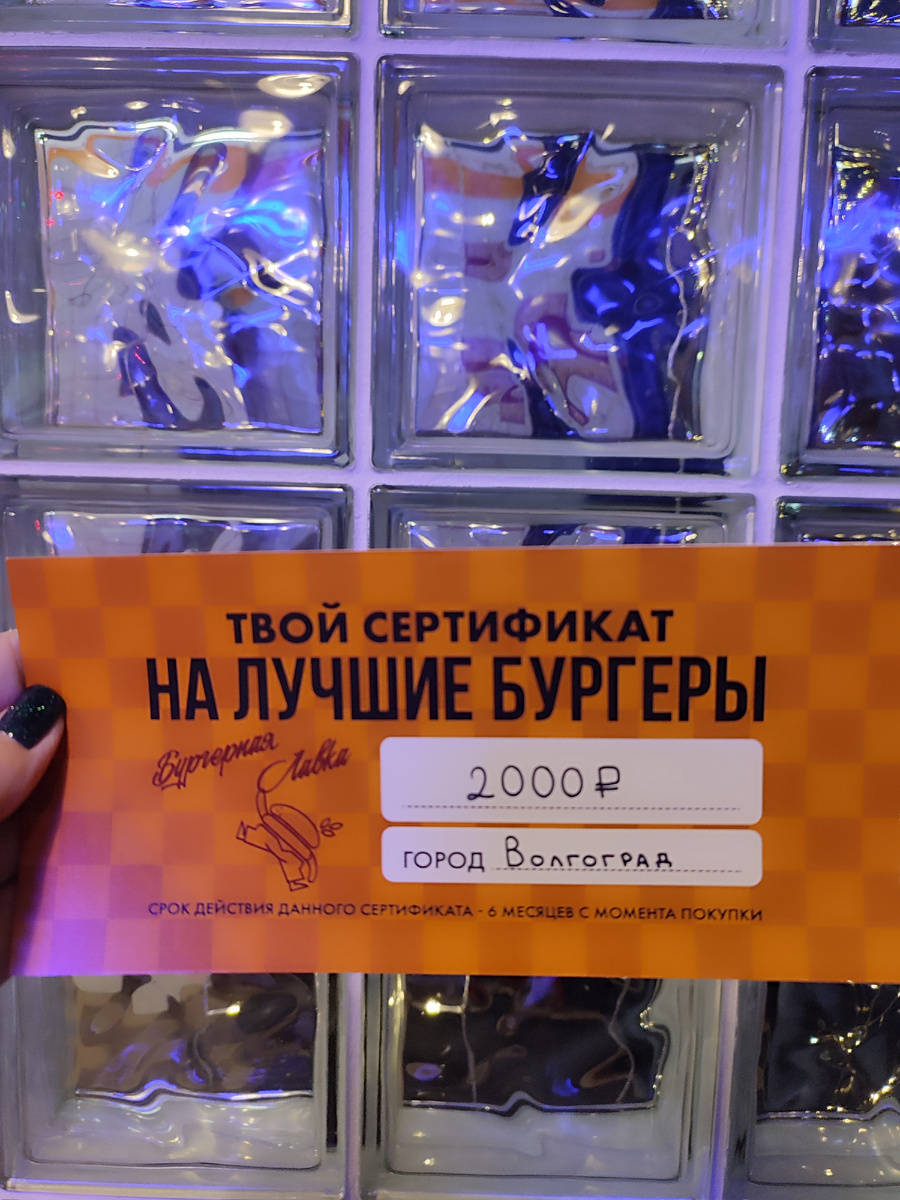 ТВОЙ СЕРТИФИКАТ
НА ЛУЧШИЕ БУРГЕРЫ
Бургерная Лавка
2000₽
ГОРОД Волгоград
СРОК ДЕЙСТВИЯ ДАННОГО СЕРТИФИКАТА - 6 МЕСЯЦЕВ С МОМЕНТА ПОКУПКИ